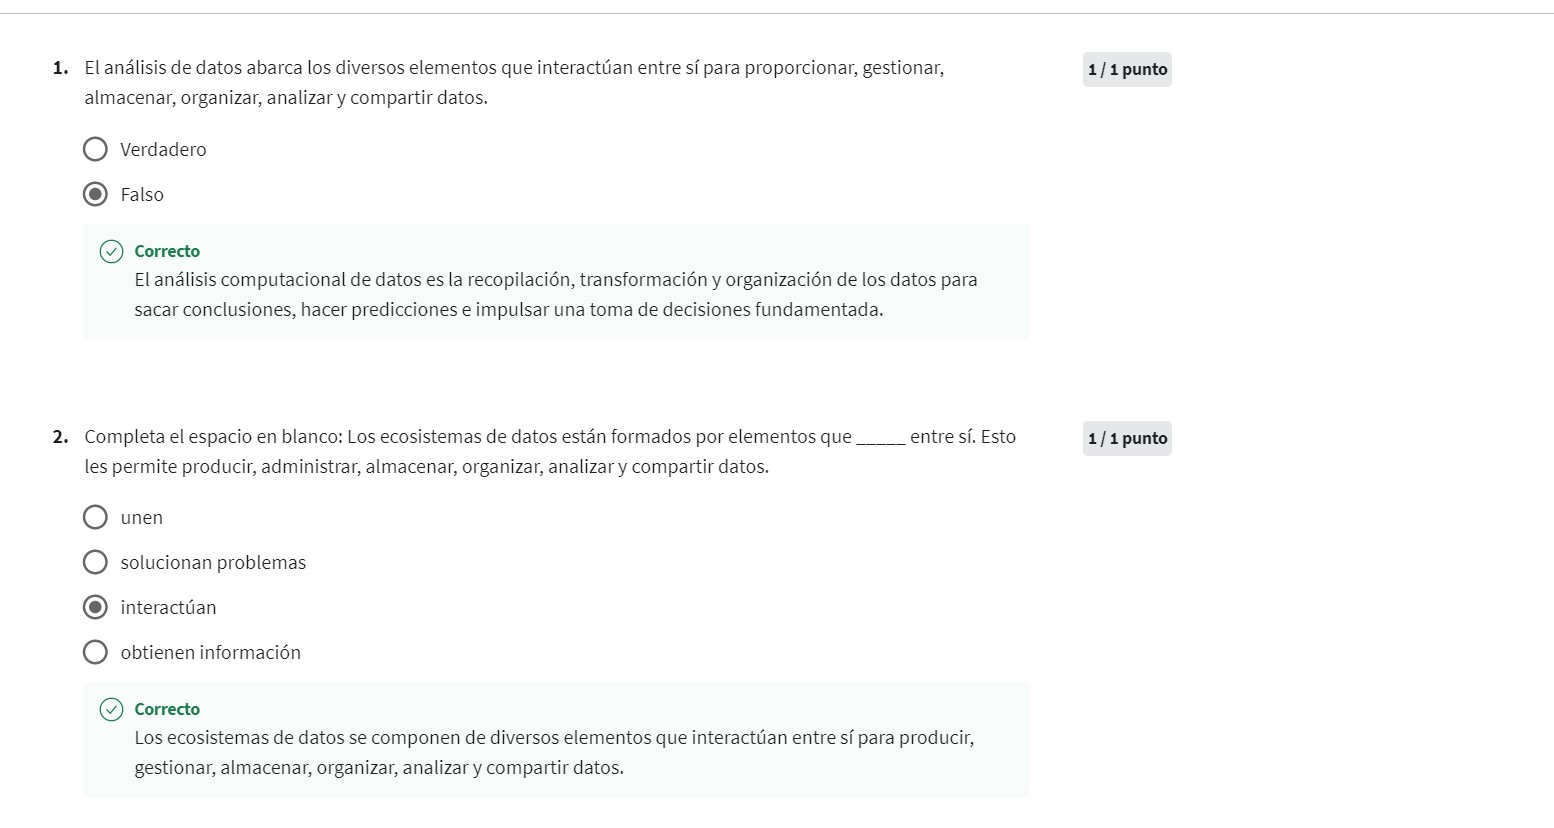 1. El análisis de datos abarca los diversos elementos que interactúan entre sí para proporcionar, gestionar,
almacenar, organizar, analizar y compartir datos.
1 / 1 punto
Verdadero
Falso
Correcto
El análisis computacional de datos es la recopilación, transformación y organización de los datos para
sacar conclusiones, hacer predicciones e impulsar una toma de decisiones fundamentada.
2. Completa el espacio en blanco: Los ecosistemas de datos están formados por elementos que _____ entre sí. Esto
les permite producir, administrar, almacenar, organizar, analizar y compartir datos.
1 / 1 punto
unen
solucionan problemas
interactúan
obtienen información
Correcto
Los ecosistemas de datos se componen de diversos elementos que interactúan entre sí para producir,
gestionar, almacenar, organizar, analizar y compartir datos.